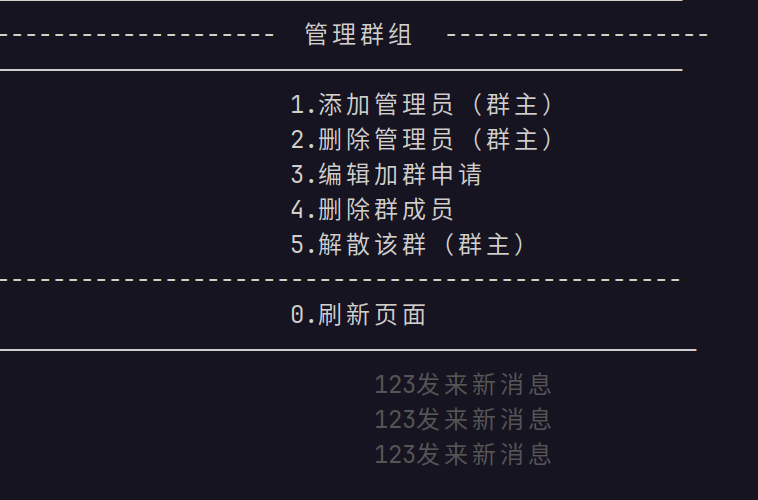 ------------------- 管理群组 -------------------
1.添加管理员（群主）
2.删除管理员（群主）
3.编辑加群申请
4.删除群成员
5.解散该群（群主）
-------------------------------------------------
0.刷新页面
123发来新消息
123发来新消息
123发来新消息